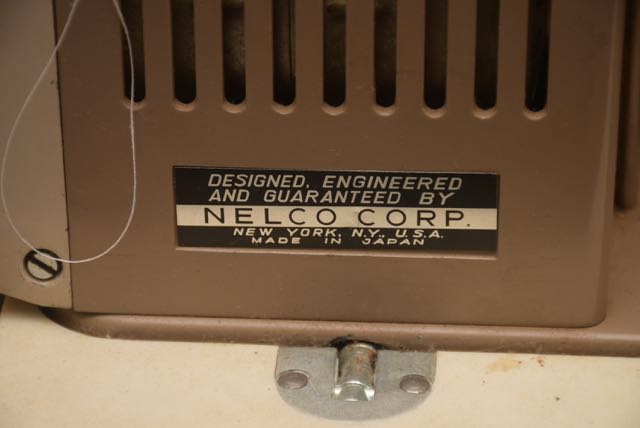 DESIGNED, ENGINEERED
AND GUARANTEED BY
NELCO CORP.
NEW YORK, N.Y., U.S.A.
MADE IN JAPAN